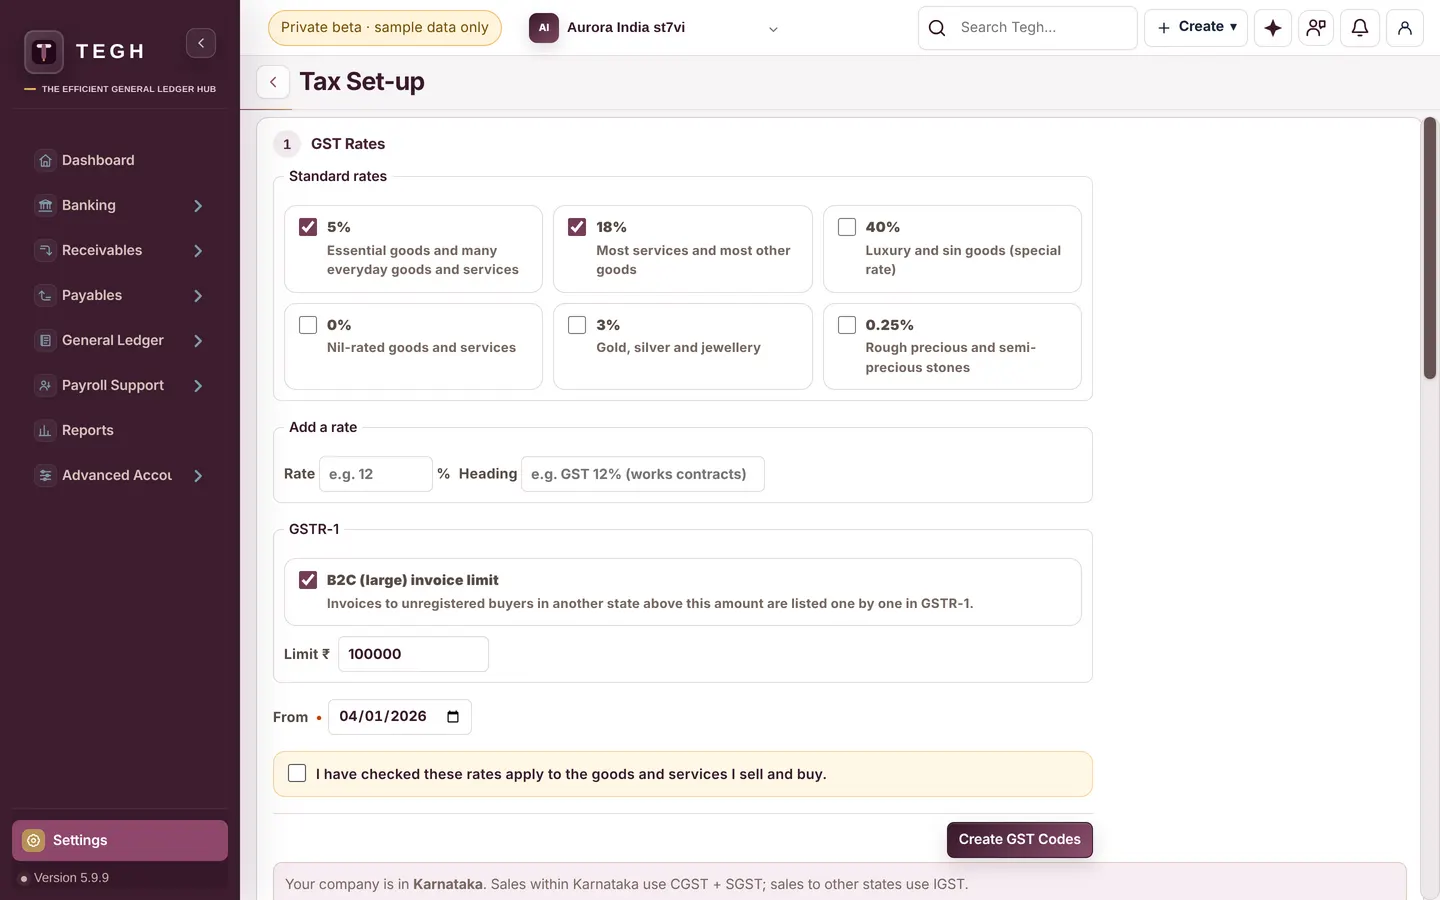 Private beta · sample data only
AI
Aurora India st7vi
Search Tegh...
+ Create ▾
TEGH
THE EFFICIENT GENERAL LEDGER HUB
Dashboard
Banking
Receivables
Payables
General Ledger
Payroll Support
Reports
Advanced Accou
Settings
Version 5.9.9
Tax Set-up
1 GST Rates
Standard rates
5%
Essential goods and many
everyday goods and services
18%
Most services and most other
goods
40%
Luxury and sin goods (special
rate)
0%
Nil-rated goods and services
3%
Gold, silver and jewellery
0.25%
Rough precious and semi-
precious stones
Add a rate
Rate e.g. 12 % Heading e.g. GST 12% (works contracts)
GSTR-1
B2C (large) invoice limit
Invoices to unregistered buyers in another state above this amount are listed one by one in GSTR-1.
Limit ₹ 100000
From • 04/01/2026
I have checked these rates apply to the goods and services I sell and buy.
Create GST Codes
Your company is in Karnataka. Sales within Karnataka use CGST + SGST; sales to other states use IGST.